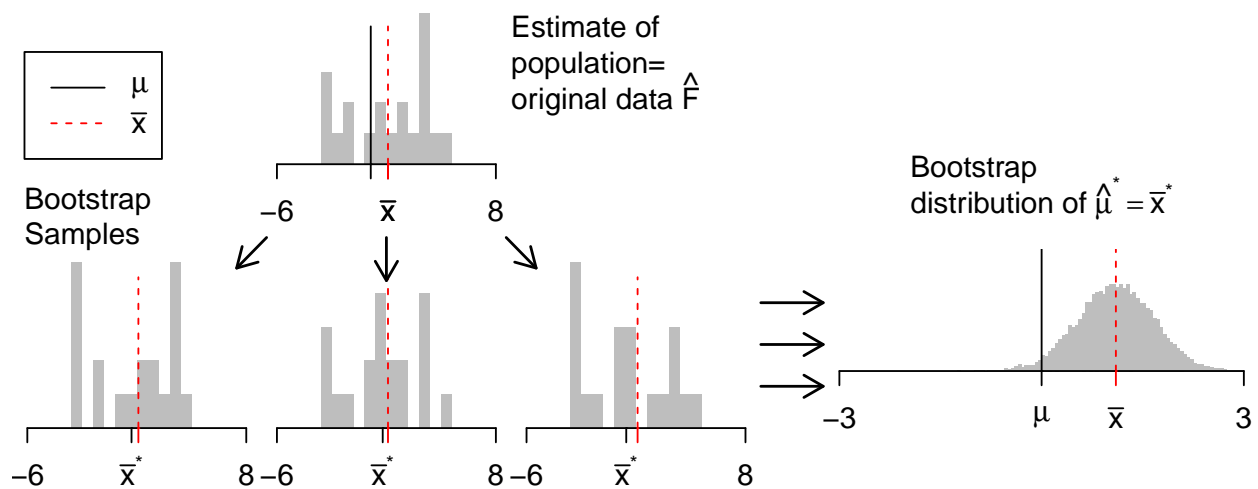 μ
x̄
Estimate of
population=
original data F̂
−6
x̄
8
Bootstrap
Samples
−6
x̄*
8
−6
x̄*
8
−6
x̄*
8
Bootstrap
distribution of μ̂* = x̄*
−3
μ
x̄
3